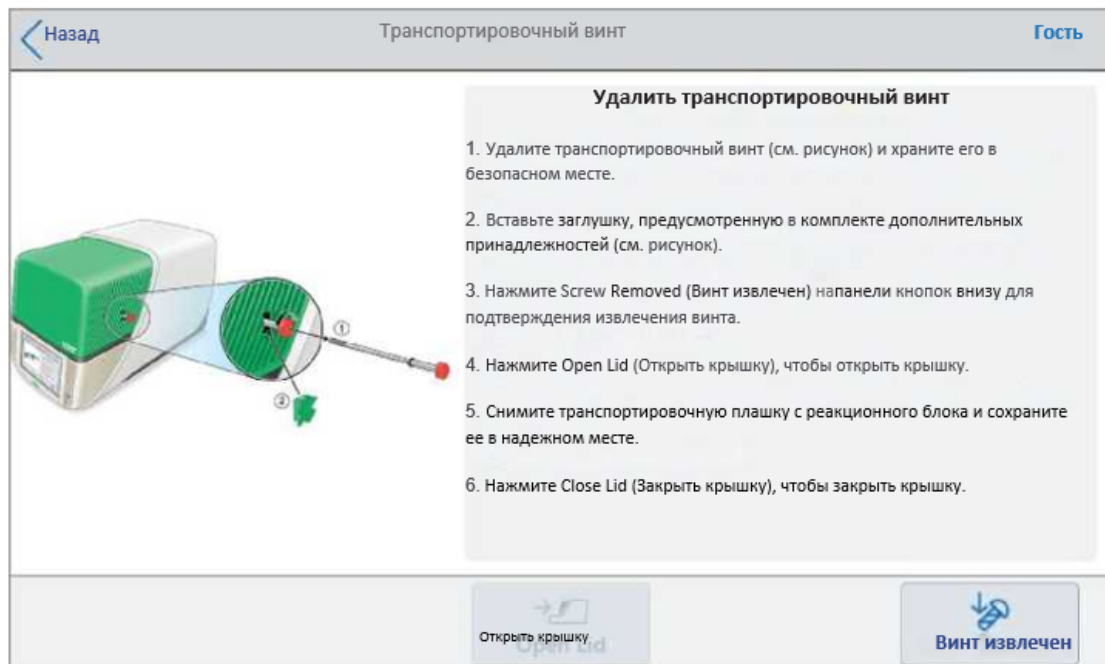 Назад
Транспортировочный винт
Гость
Удалить транспортировочный винт
1. Удалите транспортировочный винт (см. рисунок) и храните его в
безопасном месте.
2. Вставьте заглушку, предусмотренную в комплекте дополнительных
принадлежностей (см. рисунок).
3. Нажмите Screw Removed (Винт извлечен) напанели кнопок внизу для
подтверждения извлечения винта.
4. Нажмите Open Lid (Открыть крышку), чтобы открыть крышку.
5. Снимите транспортировочную плашку с реакционного блока и сохраните
ее в надежном месте.
6. Нажмите Close Lid (Закрыть крышку), чтобы закрыть крышку.
1
2
Открыть крышку
Open Lid
Винт извлечен